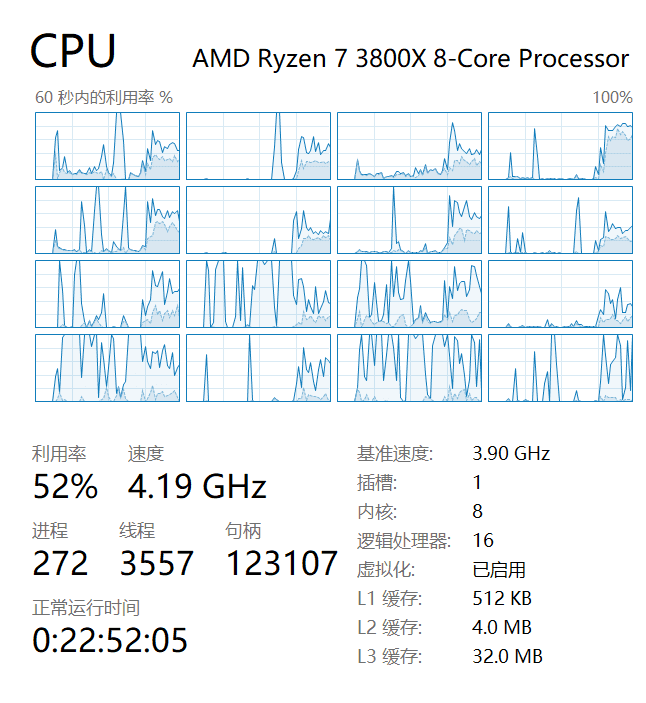 CPU
AMD Ryzen 7 3800X 8-Core Processor
60 秒内的利用率 %
100%
利用率 速度
52% 4.19 GHz
进程 线程 句柄
272 3557 123107
正常运行时间
0:22:52:05
基准速度: 3.90 GHz
插槽: 1
内核: 8
逻辑处理器: 16
虚拟化: 已启用
L1 缓存: 512 KB
L2 缓存: 4.0 MB
L3 缓存: 32.0 MB